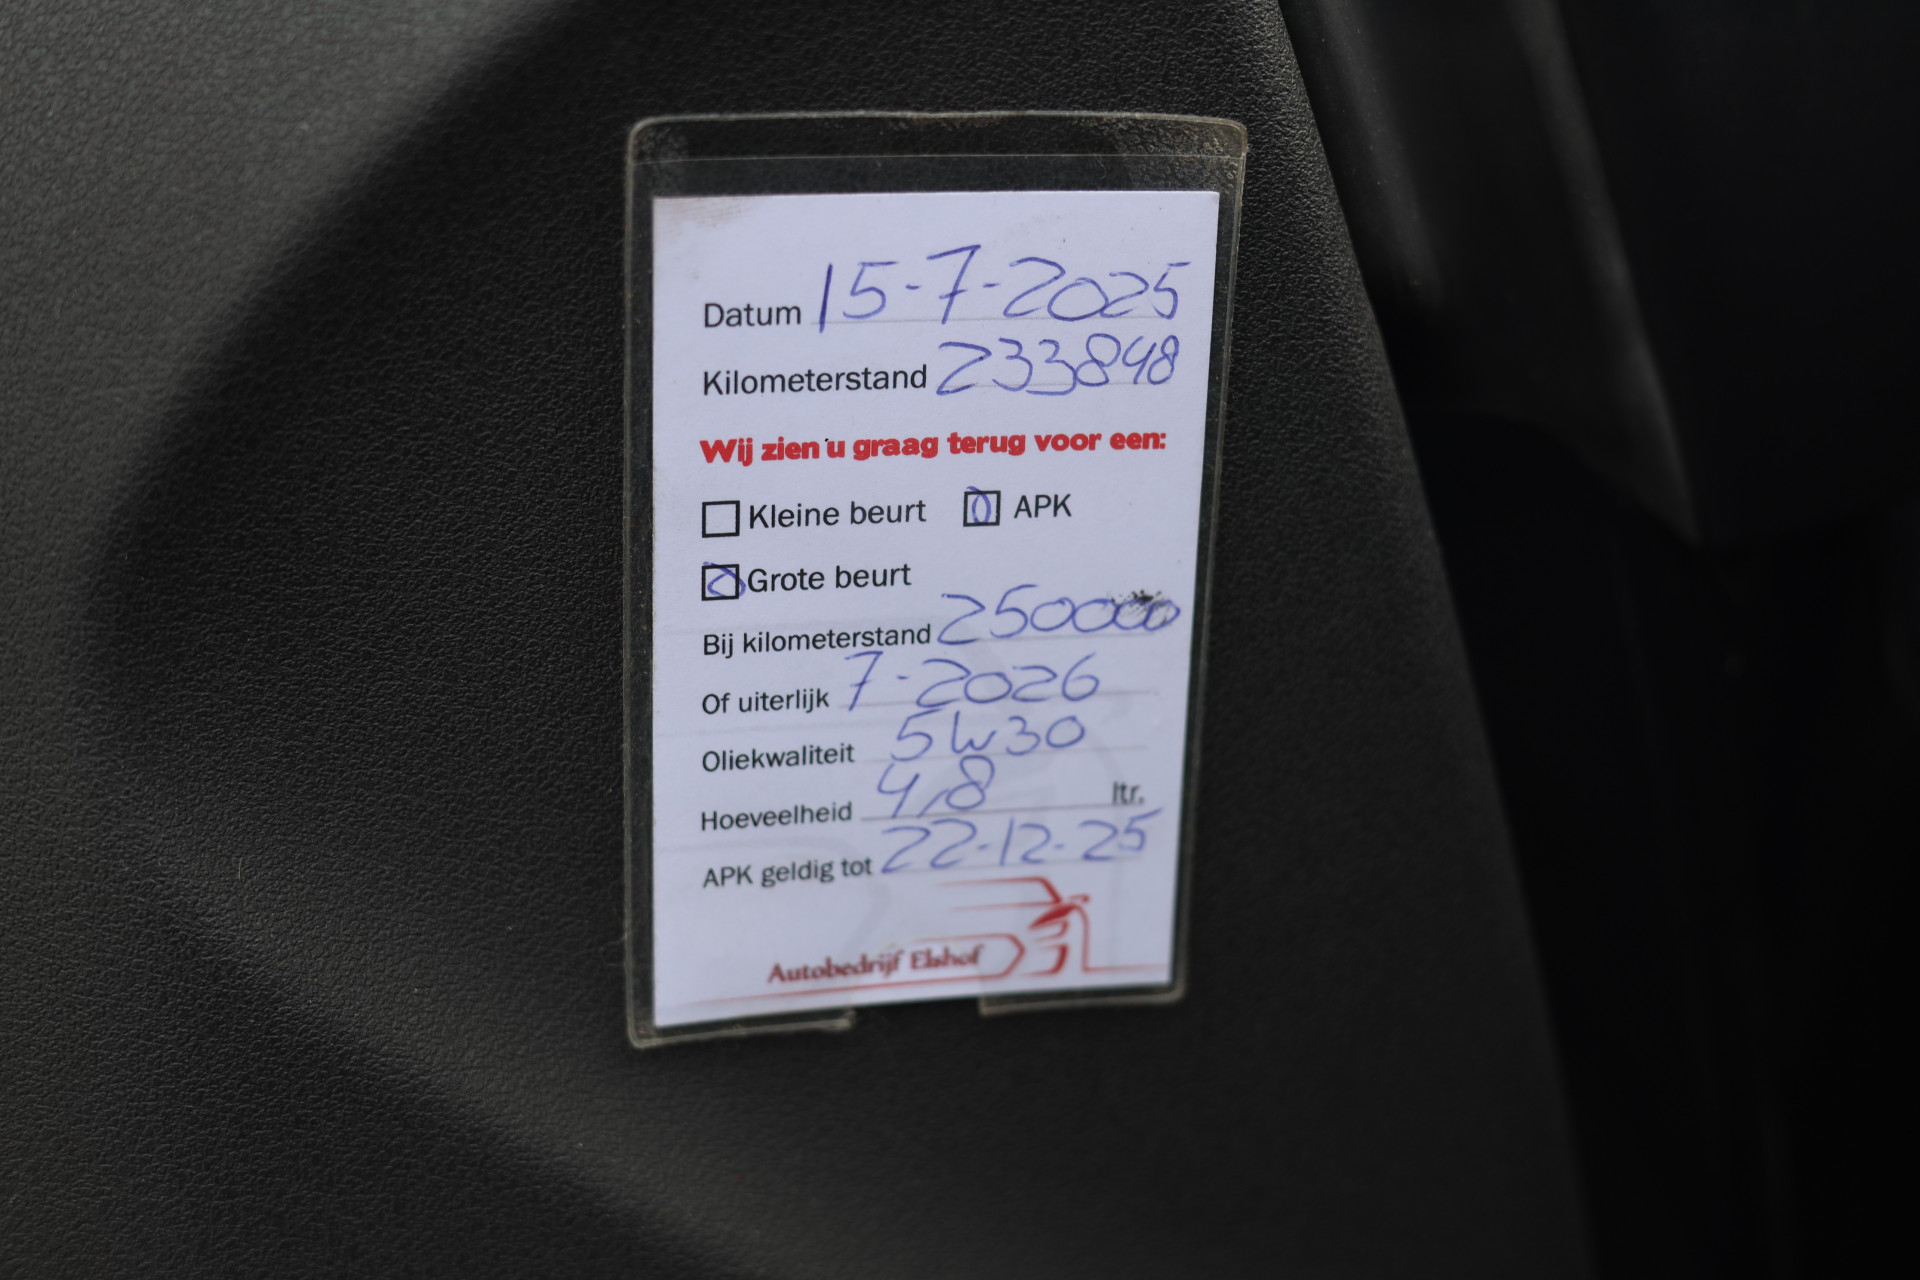 Datum 15-7-2025
Kilometerstand 233848
Wij zien u graag terug voor een:
Kleine beurt APK
Grote beurt
Bij kilometerstand 250000
Of uiterlijk 7-2026
Oliekwaliteit 5W30
Hoeveelheid 4,8 ltr.
APK geldig tot 22-12-25
Autobedrijf Elshof